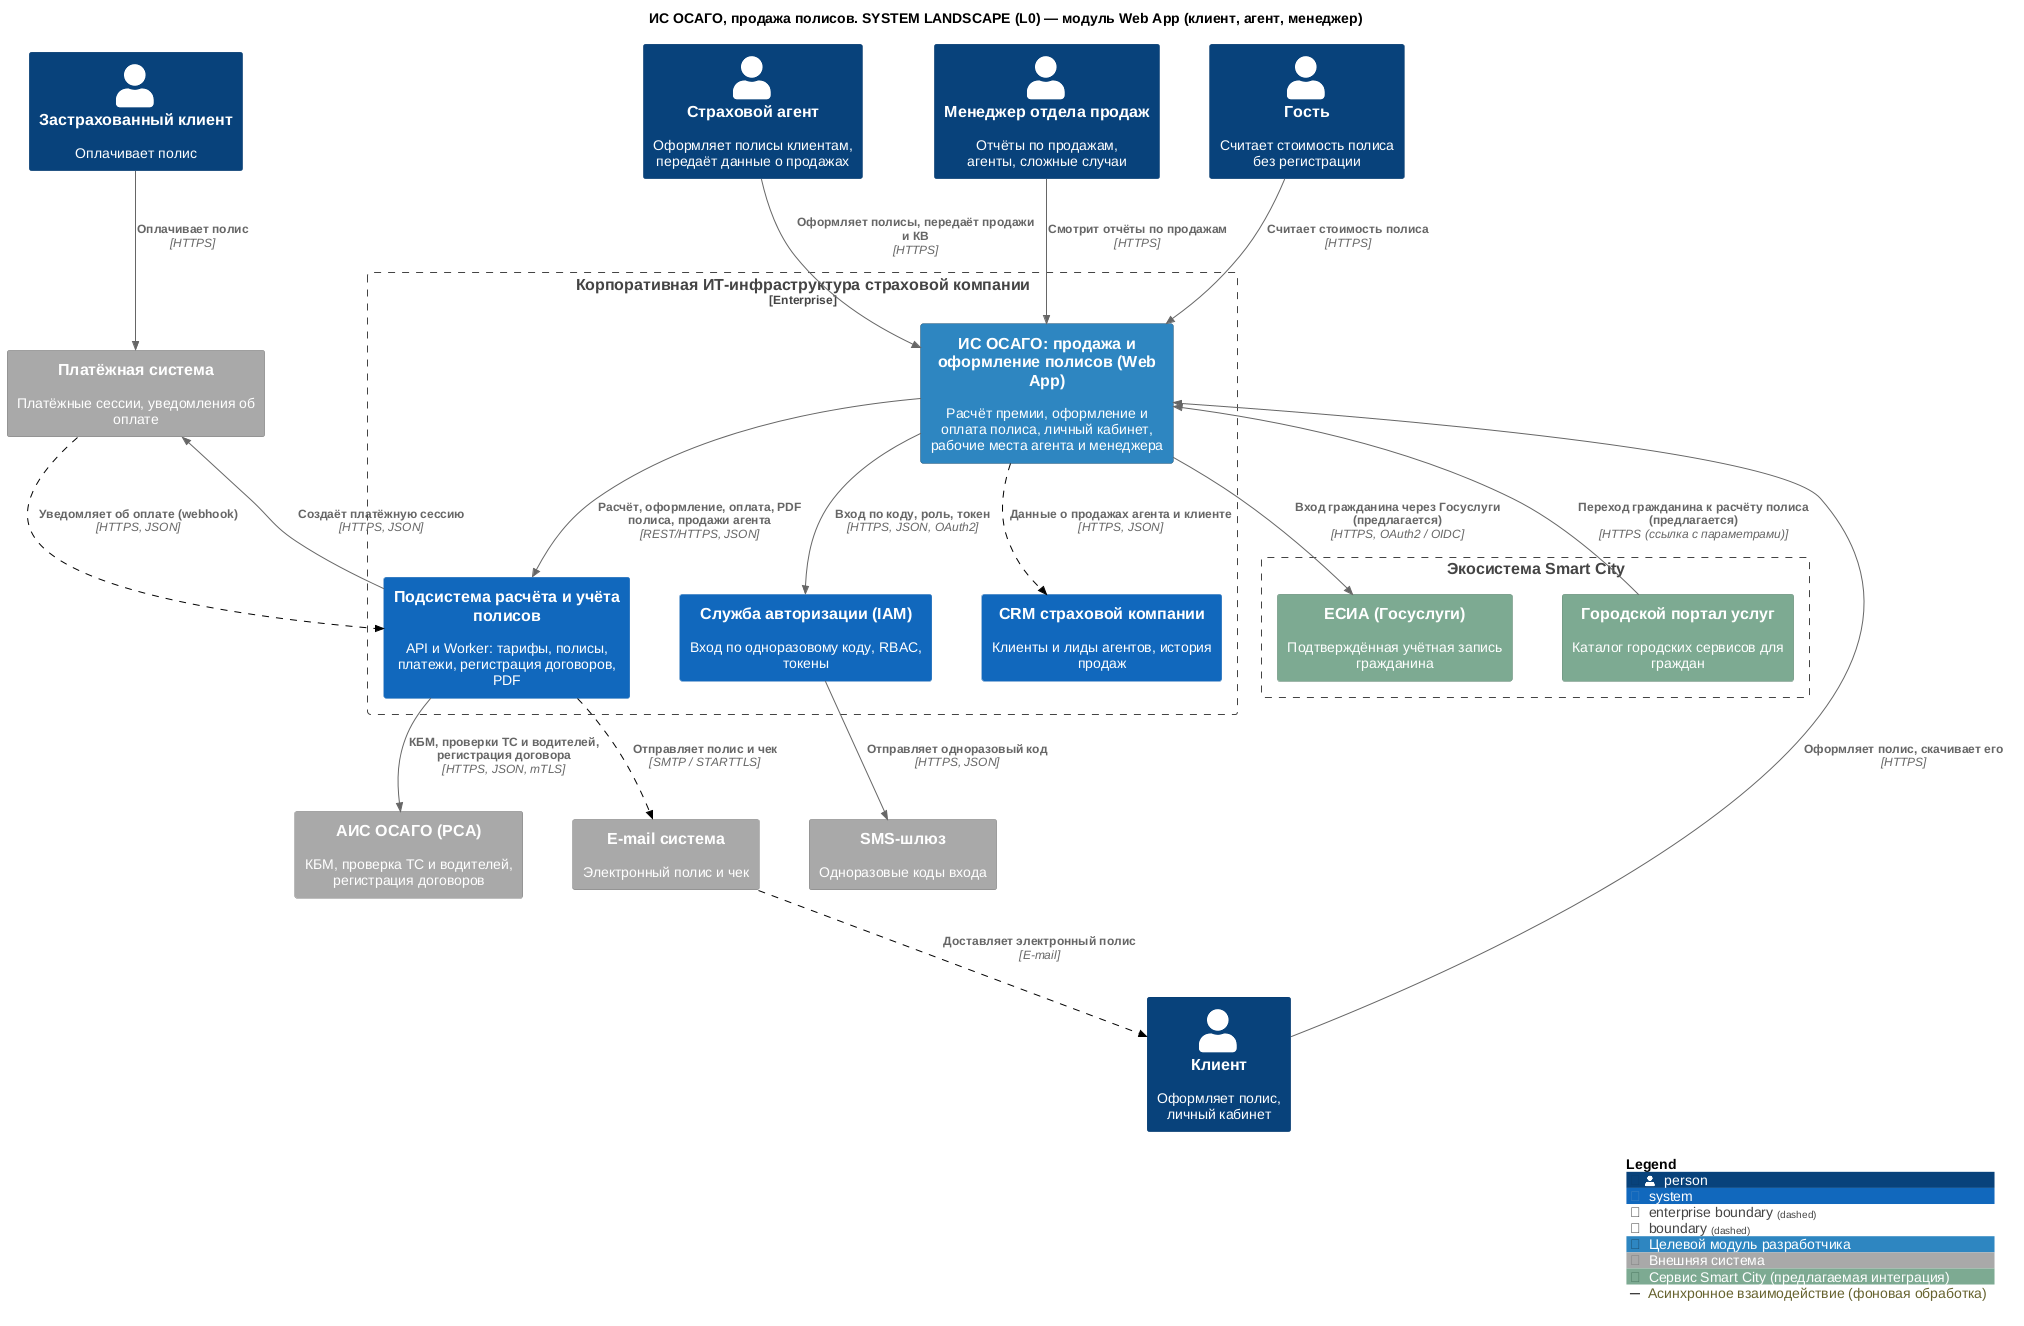 ИС ОСАГО, продажа полисов. SYSTEM LANDSCAPE (L0) — модуль Web App (клиент, агент, менеджер)
Застрахованный клиент
Оплачивает полис
Страховой агент
Оформляет полисы клиентам,
передаёт данные о продажах
Менеджер отдела продаж
Отчёты по продажам,
агенты, сложные случаи
Гость
Считает стоимость полиса
без регистрации
Оплачивает полис
[HTTPS]
Оформляет полисы, передаёт продажи
и КВ
[HTTPS]
Смотрит отчёты по продажам
[HTTPS]
Считает стоимость полиса
[HTTPS]
Корпоративная ИТ-инфраструктура страховой компании
[Enterprise]
Платёжная система
Платёжные сессии, уведомления об
оплате
ИС ОСАГО: продажа и
оформление полисов (Web
App)
Расчёт премии, оформление и
оплата полиса, личный кабинет,
рабочие места агента и менеджера
Уведомляет об оплате (webhook)
[HTTPS, JSON]
Создаёт платёжную сессию
[HTTPS, JSON]
Расчёт, оформление, оплата, PDF
полиса, продажи агента
[REST/HTTPS, JSON]
Вход по коду, роль, токен
[HTTPS, JSON, OAuth2]
Данные о продажах агента и клиенте
[HTTPS, JSON]
Вход гражданина через Госуслуги
(предлагается)
[HTTPS, OAuth2 / OIDC]
Переход гражданина к расчёту полиса
(предлагается)
[HTTPS (ссылка с параметрами)]
Экосистема Smart City
Подсистема расчёта и учёта
полисов
API и Worker: тарифы, полисы,
платежи, регистрация договоров,
PDF
Служба авторизации (IAM)
Вход по одноразовому коду, RBAC,
токены
CRM страховой компании
Клиенты и лиды агентов, история
продаж
ЕСИА (Госуслуги)
Подтверждённая учётная запись
гражданина
Городской портал услуг
Каталог городских сервисов для
граждан
КБМ, проверки ТС и водителей,
регистрация договора
[HTTPS, JSON, mTLS]
Отправляет полис и чек
[SMTP / STARTTLS]
Отправляет одноразовый код
[HTTPS, JSON]
Оформляет полис, скачивает его
[HTTPS]
АИС ОСАГО (РСА)
КБМ, проверка ТС и водителей,
регистрация договоров
E-mail система
Электронный полис и чек
SMS-шлюз
Одноразовые коды входа
Доставляет электронный полис
[E-mail]
Клиент
Оформляет полис,
личный кабинет
Legend
person
system
enterprise boundary (dashed)
boundary (dashed)
Целевой модуль разработчика
Внешняя система
Сервис Smart City (предлагаемая интеграция)
Асинхронное взаимодействие (фоновая обработка)